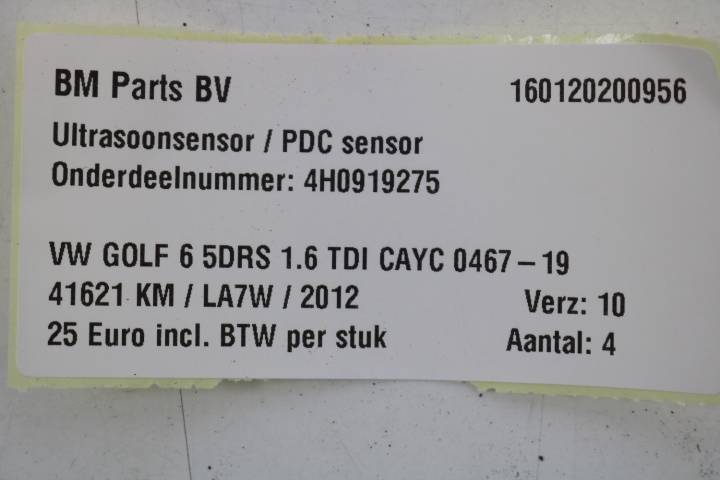 BM Parts BV 160120200956
Ultrasoonsensor / PDC sensor
Onderdeelnummer: 4H0919275
VW GOLF 6 5DRS 1.6 TDI CAYC 0467 – 19
41621 KM / LA7W / 2012 Verz: 10
25 Euro incl. BTW per stuk Aantal: 4